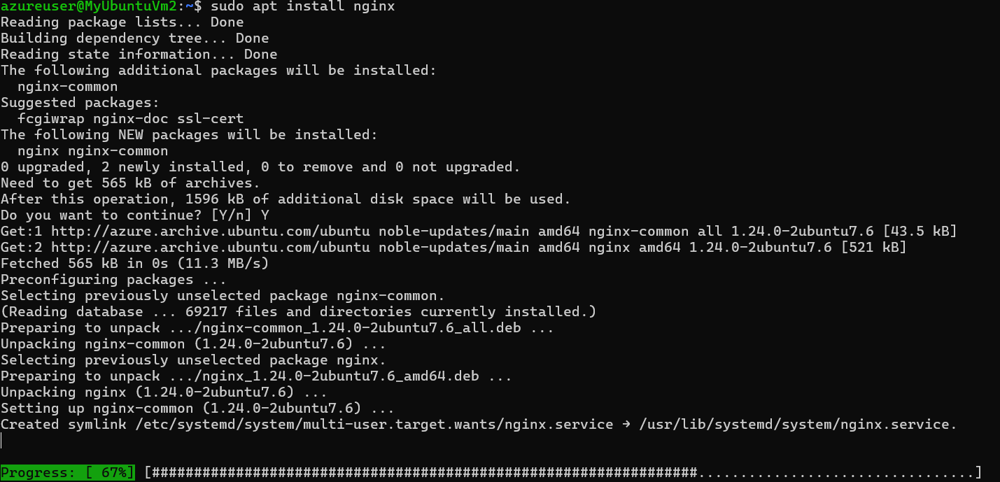 azureuser@MyUbuntuVm2:~$ sudo apt install nginx
Reading package lists... Done
Building dependency tree... Done
Reading state information... Done
The following additional packages will be installed:
  nginx-common
Suggested packages:
  fcgiwrap nginx-doc ssl-cert
The following NEW packages will be installed:
  nginx nginx-common
0 upgraded, 2 newly installed, 0 to remove and 0 not upgraded.
Need to get 565 kB of archives.
After this operation, 1596 kB of additional disk space will be used.
Do you want to continue? [Y/n] Y
Get:1 http://azure.archive.ubuntu.com/ubuntu noble-updates/main amd64 nginx-common all 1.24.0-2ubuntu7.6 [43.5 kB]
Get:2 http://azure.archive.ubuntu.com/ubuntu noble-updates/main amd64 nginx amd64 1.24.0-2ubuntu7.6 [521 kB]
Fetched 565 kB in 0s (11.3 MB/s)
Preconfiguring packages ...
Selecting previously unselected package nginx-common.
(Reading database ... 69217 files and directories currently installed.)
Preparing to unpack .../nginx-common_1.24.0-2ubuntu7.6_all.deb ...
Unpacking nginx-common (1.24.0-2ubuntu7.6) ...
Selecting previously unselected package nginx.
Preparing to unpack .../nginx_1.24.0-2ubuntu7.6_amd64.deb ...
Unpacking nginx (1.24.0-2ubuntu7.6) ...
Setting up nginx-common (1.24.0-2ubuntu7.6) ...
Created symlink /etc/systemd/system/multi-user.target.wants/nginx.service → /usr/lib/systemd/system/nginx.service.
Progress: [ 67%] [#################################################################.................................]